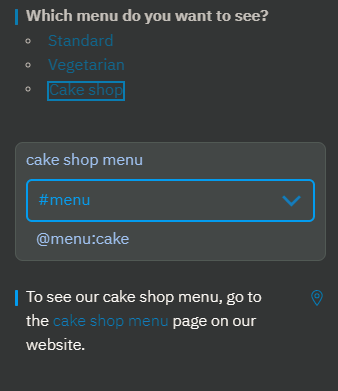 Which menu do you want to see?
Standard
Vegetarian
Cake shop
cake shop menu
#menu
@menu:cake
To see our cake shop menu, go to
the cake shop menu page on our
website.